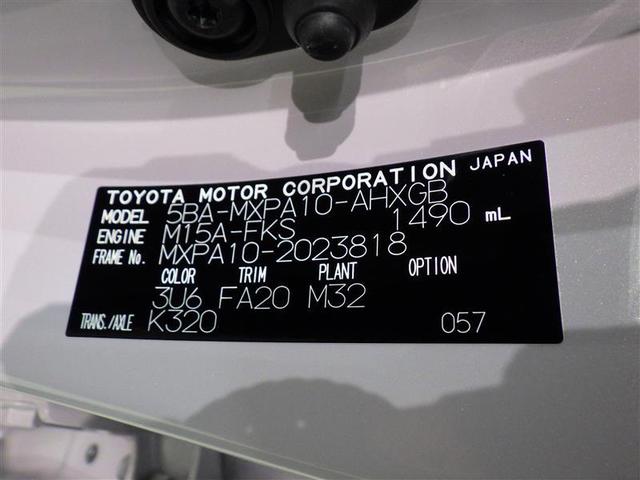 TOYOTA MOTOR CORPORATION JAPAN
MODEL 5BA-MXPA10-AHXGB
ENGINE M15A-FKS 1490 mL
FRAME No. MXPA10-2023818
COLOR TRIM PLANT OPTION
3U6 FA20 M32
TRANS./AXLE K320 057